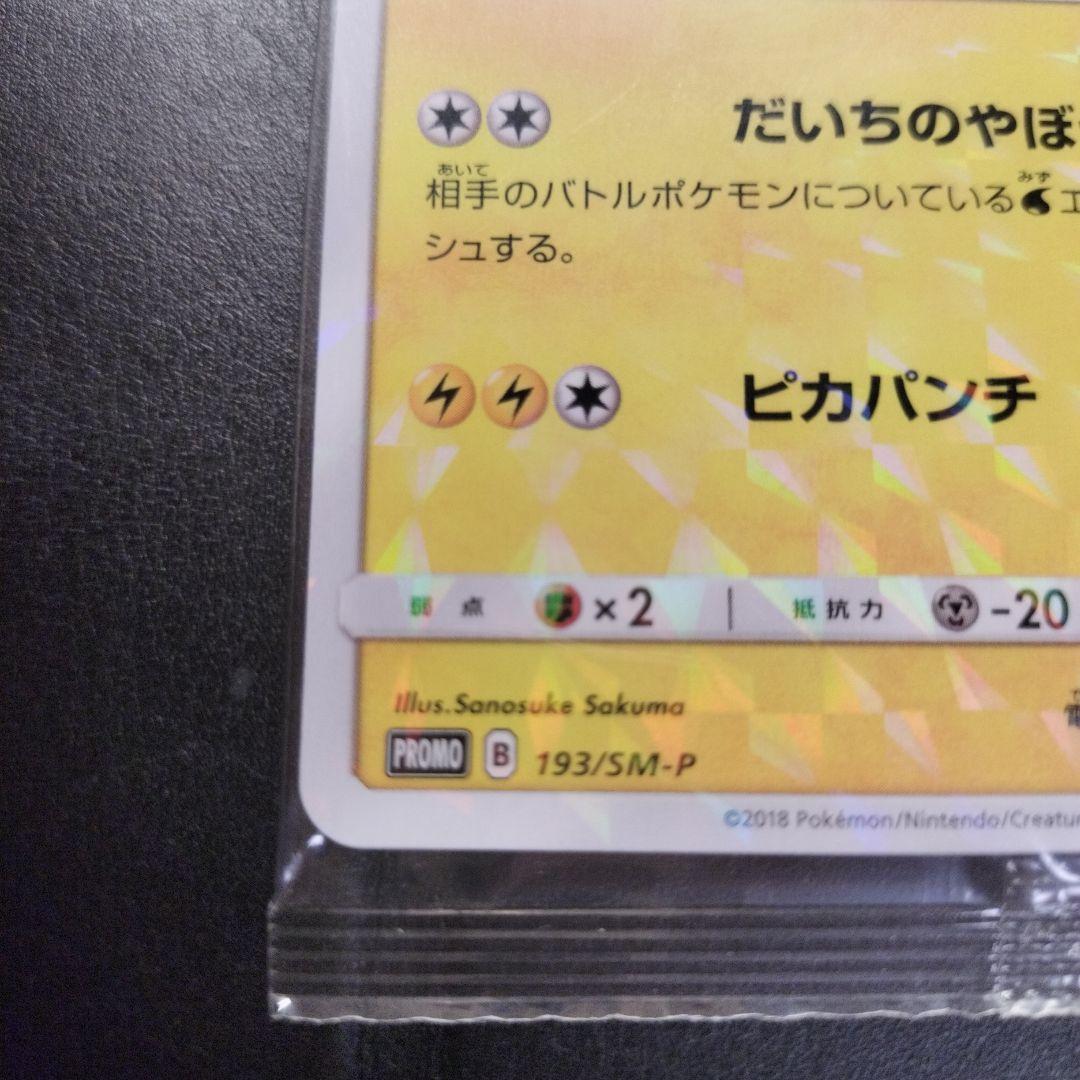 だいちのやぼ
あいて みず
相手のバトルポケモンについているエ
シュする。
ピカパンチ
弱点 ×2 抵抗力 -20
Illus. Sanosuke Sakuma
PROMO B 193/SM-P
©2018 Pokémon/Nintendo/Creatu